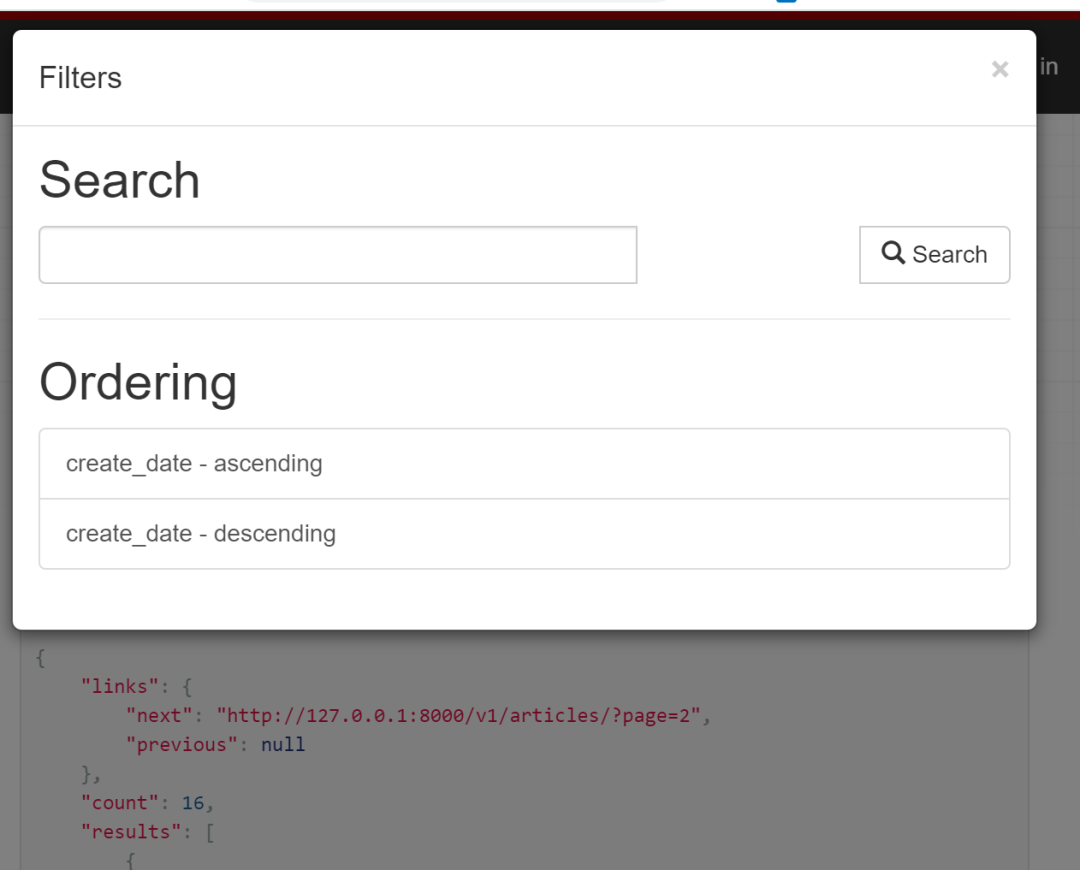 in
Filters ×
Search
Search
Ordering
create_date - ascending
create_date - descending
{
"links": {
"next": "http://127.0.0.1:8000/v1/articles/?page=2",
"previous": null
},
"count": 16,
"results": [
{